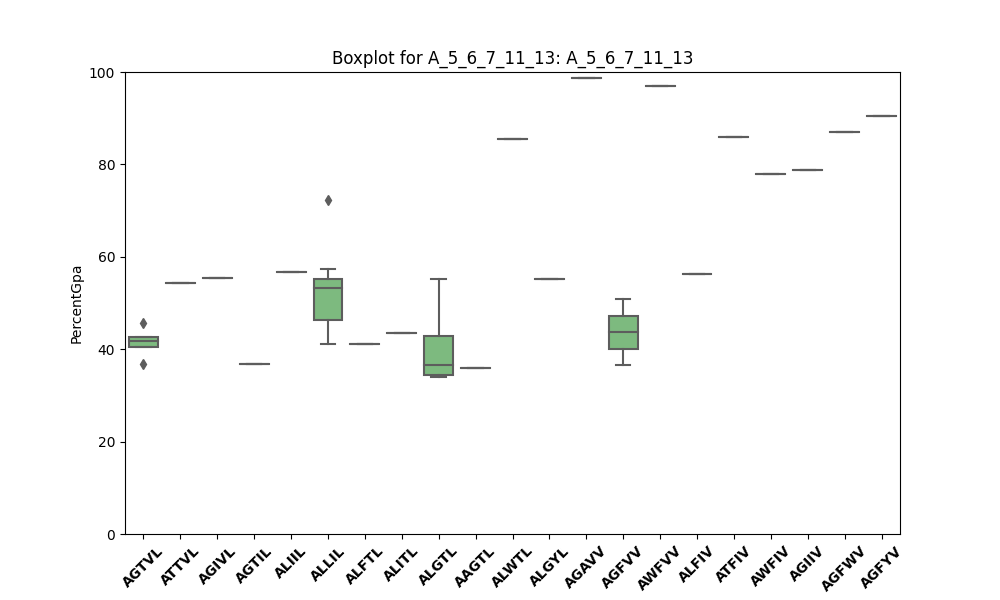 Boxplot for A_5_6_7_11_13: A_5_6_7_11_13
100
80
60
40
20
0
PercentGpa
AGTVL
ATTVL
AGIVL
AGTIL
ALIIL
ALLIL
ALFTL
ALITL
ALGTL
AAGTL
ALWTL
ALGYL
AGAVV
AGFVV
AWFVV
ALFIV
ATFIV
AWFIV
AGIIV
AGFWV
AGFYV